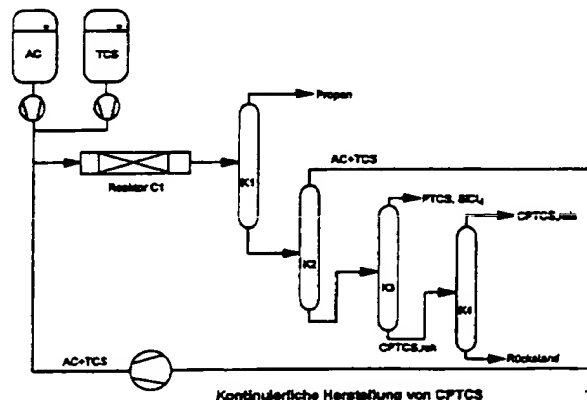 AC
TCS
Propan
Reaktor C1
K1
AC+TCS
PTCS, SiCl4
CPTCS,rein
K2
K3
K4
CPTCS,roh
Rückstand
AC+TCS
Kontinuierliche Herstellung von CPTCS